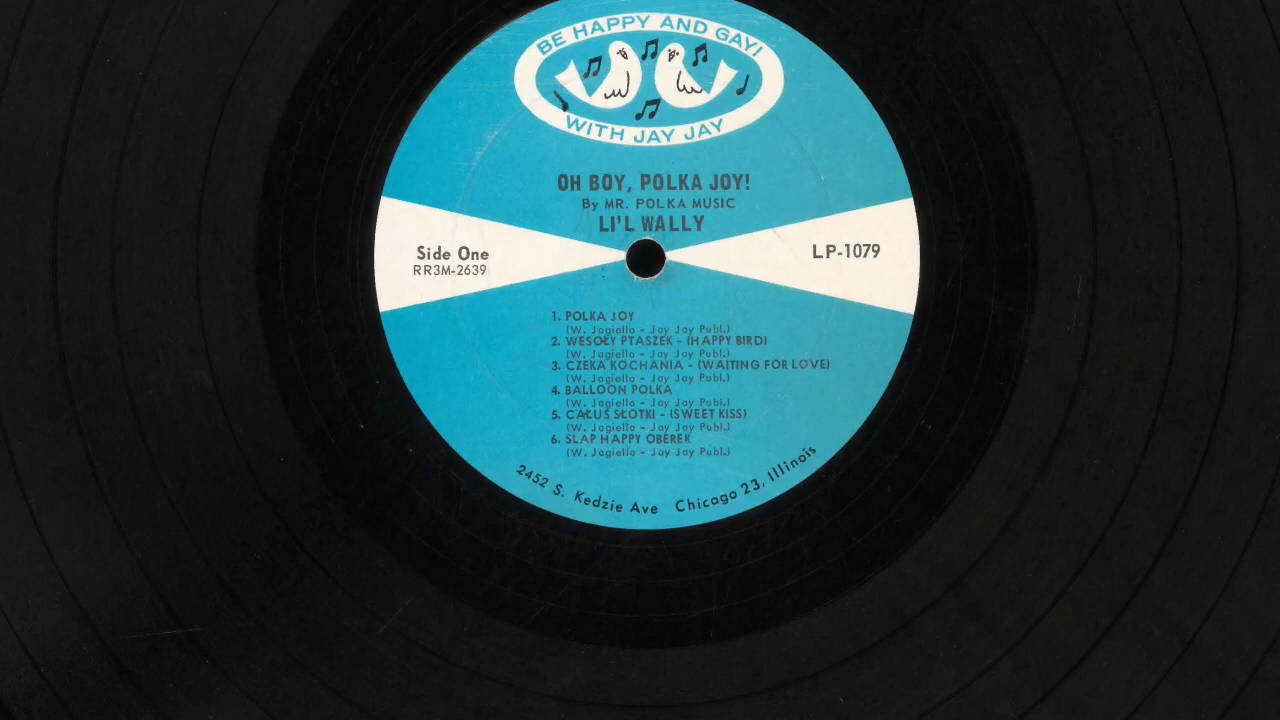 BE HAPPY AND GAY!
WITH JAY JAY
OH BOY, POLKA JOY!
By MR. POLKA MUSIC
LI'L WALLY
Side One
RR3M-2639
LP-1079
1. POLKA JOY
(W. Jagiello - Jay Jay Publ.)
2. WESOŁY PTASZEK - (HAPPY BIRD)
(W. Jagiello - Jay Jay Publ.)
3. CZEKA KOCHANIA - (WAITING FOR LOVE)
(W. Jagiello - Jay Jay Publ.)
4. BALLOON POLKA
(W. Jagiello - Jay Jay Publ.)
5. CAŁUS SŁOTKI - (SWEET KISS)
(W. Jagiello - Jay Jay Publ.)
6. SLAP HAPPY OBEREK
(W. Jagiello - Jay Jay Publ.)
2452 S. Kedzie Ave Chicago 23, Illinois